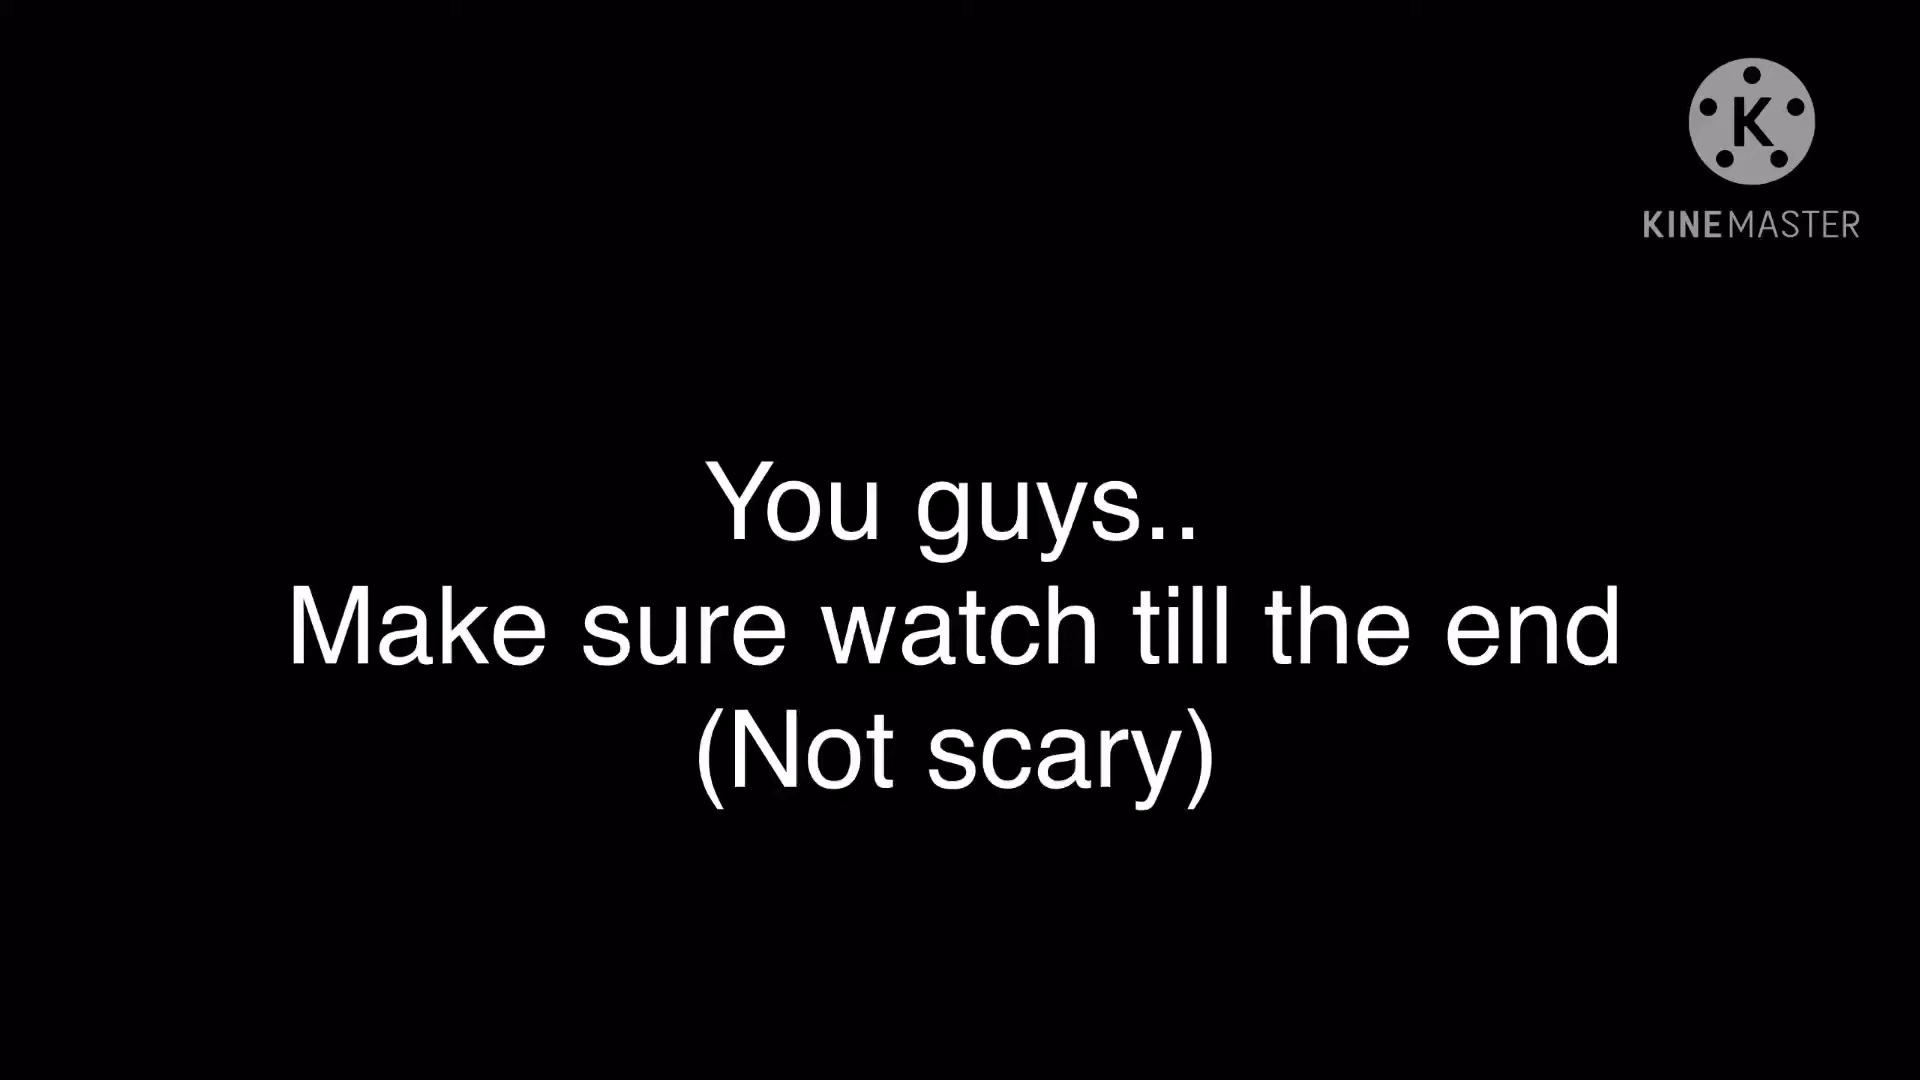 K
KINEMASTER
You guys..
Make sure watch till the end
(Not scary)